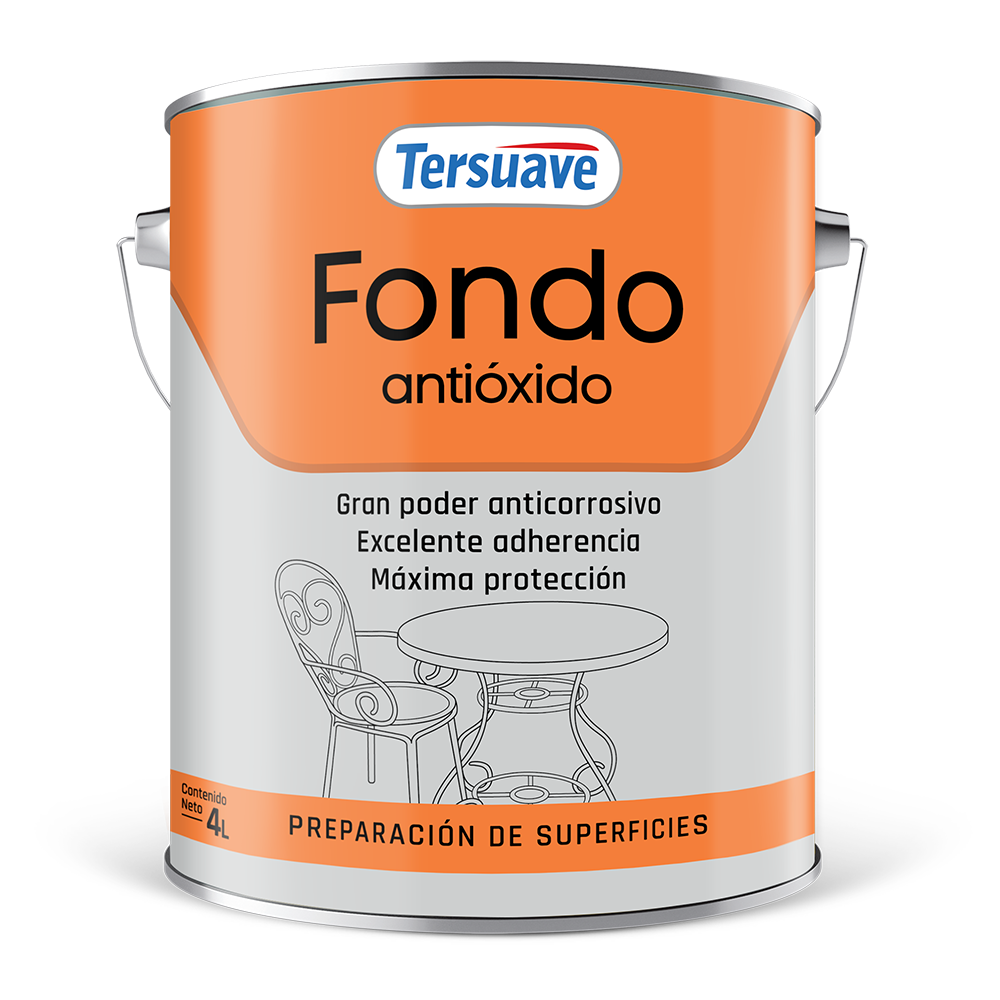 Tersuave
Fondo
antióxido
Gran poder anticorrosivo
Excelente adherencia
Máxima protección
Contenido
Neto 4L
PREPARACIÓN DE SUPERFICIES